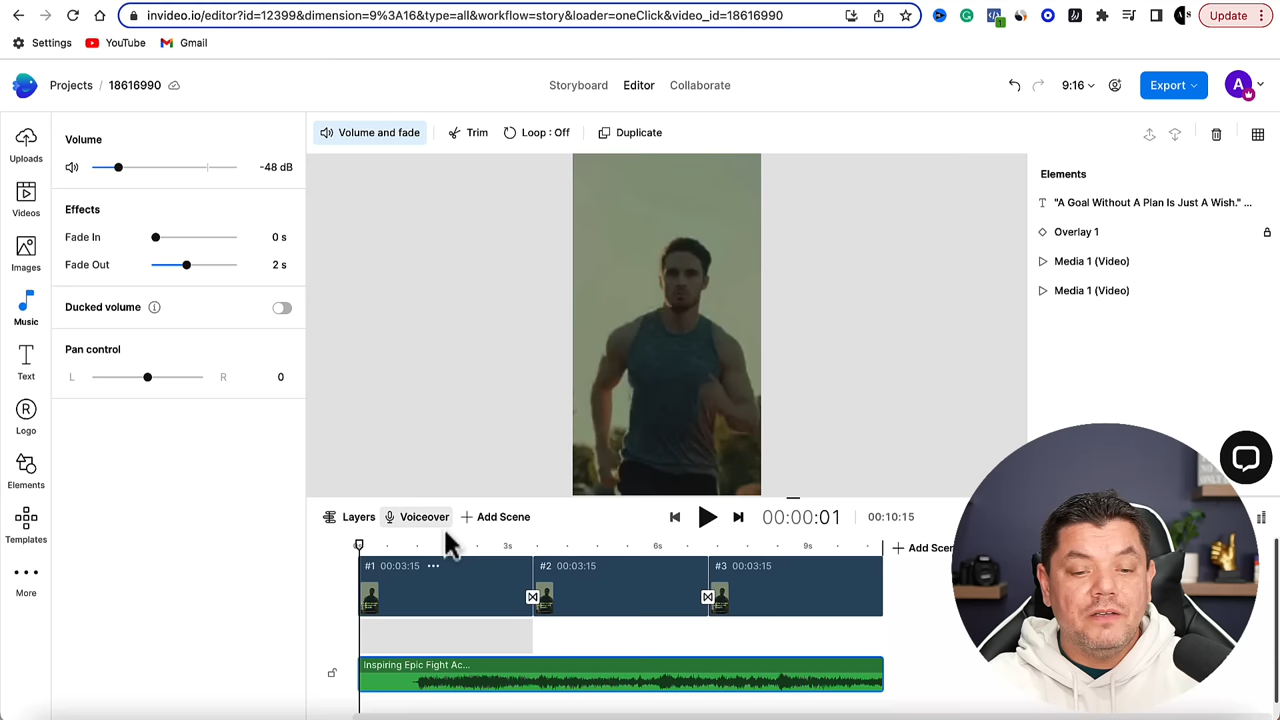 invideo.io/editor?id=12399&dimension=9%3A16&type=all&workflow=story&loader=oneClick&video_id=18616990
1
Update
Settings
YouTube
Gmail
Projects / 18616990
Storyboard
Editor
Collaborate
9:16
Export
A
Uploads
Videos
Images
Music
Text
Logo
Elements
Templates
More
Volume
-48 dB
Effects
Fade In
0 s
Fade Out
2 s
Ducked volume
Pan control
L
R
0
Volume and fade
Trim
Loop : Off
Duplicate
Elements
"A Goal Without A Plan Is Just A Wish." ...
Overlay 1
Media 1 (Video)
Media 1 (Video)
Layers
Voiceover
+ Add Scene
00:00:01
00:10:15
3s
6s
9s
+ Add Scen
#1 00:03:15
#2 00:03:15
#3 00:03:15
Inspiring Epic Fight Ac...